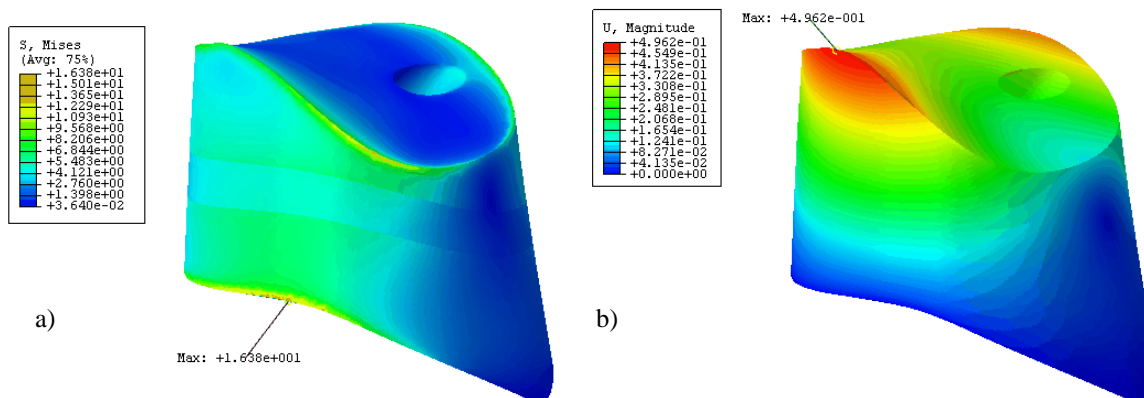 S, Mises
(Avg: 75%)
+1.638e+01
+1.501e+01
+1.365e+01
+1.229e+01
+1.093e+01
+9.568e+00
+8.206e+00
+6.844e+00
+5.483e+00
+4.121e+00
+2.760e+00
+1.398e+00
+3.640e-02
Max: +1.638e+001
a)
Max: +4.962e-001
U, Magnitude
+4.962e-01
+4.549e-01
+4.135e-01
+3.722e-01
+3.308e-01
+2.895e-01
+2.481e-01
+2.068e-01
+1.654e-01
+1.241e-01
+8.271e-02
+4.135e-02
+0.000e+00
b)